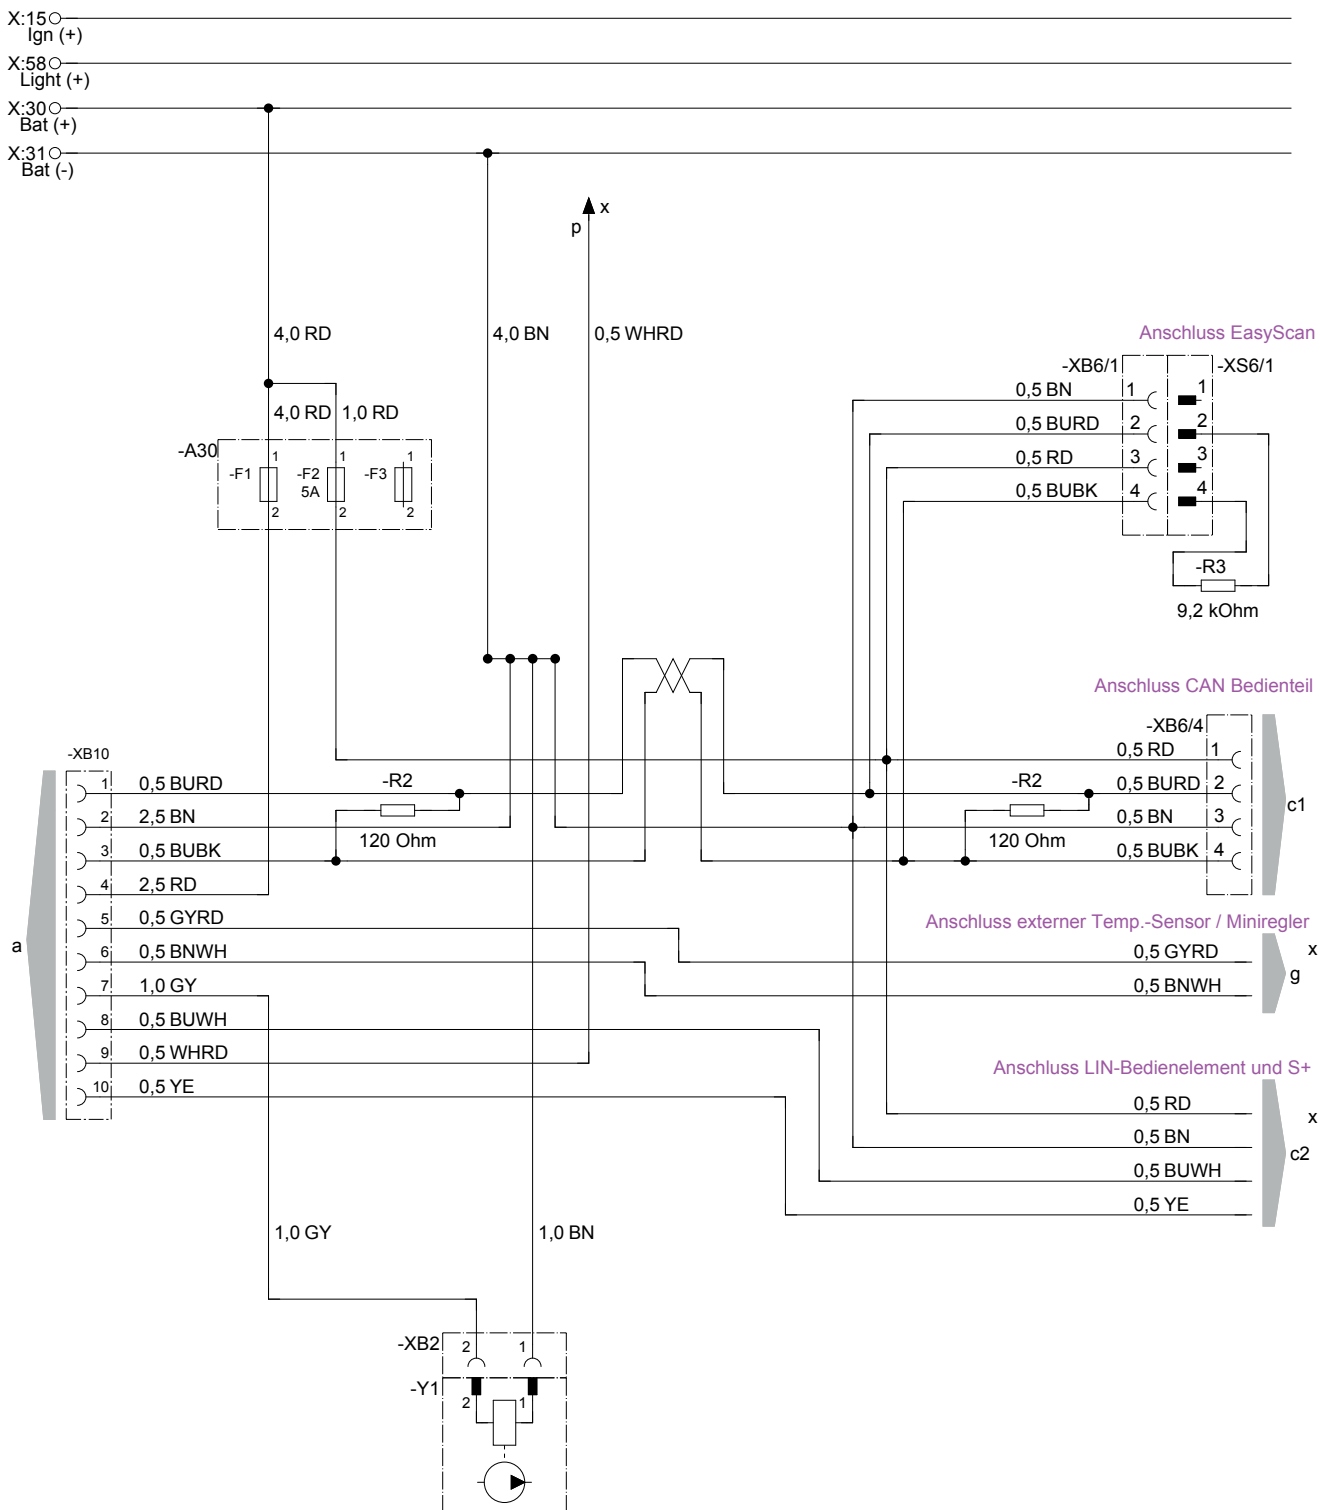 X:15
Ign (+)
X:58
Light (+)
X:30
Bat (+)
X:31
Bat (-)
x
p
4,0 RD
4,0 BN
0,5 WHRD
Anschluss EasyScan
-XB6/1
-XS6/1
0,5 BN
1
1
0,5 BURD
2
2
0,5 RD
3
3
0,5 BUBK
4
4
-R3
9,2 kOhm
4,0 RD
1,0 RD
-A30
1
1
1
-F1
-F2
5A
-F3
2
2
2
Anschluss CAN Bedienteil
-XB6/4
0,5 RD
1
0,5 BURD
2
0,5 BN
3
0,5 BUBK
4
c1
-R2
120 Ohm
-R2
120 Ohm
-XB10
1
0,5 BURD
2
2,5 BN
3
0,5 BUBK
4
2,5 RD
5
0,5 GYRD
6
0,5 BNWH
7
1,0 GY
8
0,5 BUWH
9
0,5 WHRD
10
0,5 YE
a
Anschluss externer Temp.-Sensor / Miniregler
0,5 GYRD
x
g
0,5 BNWH
Anschluss LIN-Bedienelement und S+
0,5 RD
x
0,5 BN
c2
0,5 BUWH
0,5 YE
1,0 GY
1,0 BN
-XB2
2
1
-Y1
2
1